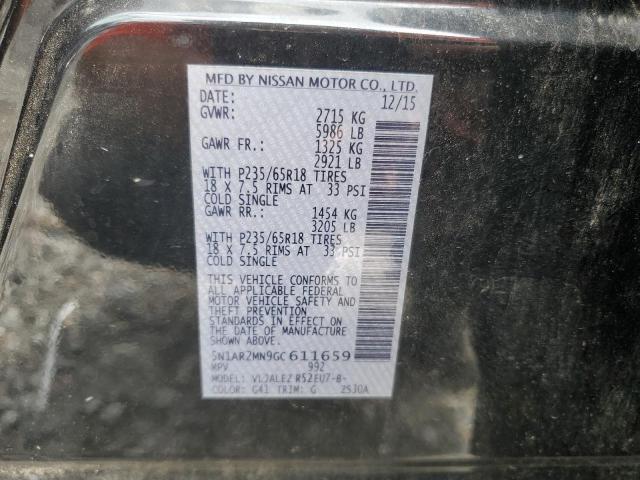 MFD BY NISSAN MOTOR CO., LTD.
DATE: 12/15
GVWR: 2715 KG
5986 LB
GAWR FR.: 1325 KG
2921 LB
WITH P235/65R18 TIRES
18 X 7.5 RIMS AT 33 PSI
COLD SINGLE
GAWR RR.: 1454 KG
3205 LB
WITH P235/65R18 TIRES
18 X 7.5 RIMS AT 33 PSI
COLD SINGLE
THIS VEHICLE CONFORMS TO
ALL APPLICABLE FEDERAL
MOTOR VEHICLE SAFETY AND
THEFT PREVENTION
STANDARDS IN EFFECT ON
THE DATE OF MANUFACTURE
SHOWN ABOVE.
5N1AR2MN9GC611659
MPV 992
MODEL: VLJALEZ R52EU7-B-
COLOR: G41 TRIM: G 2SJ0A